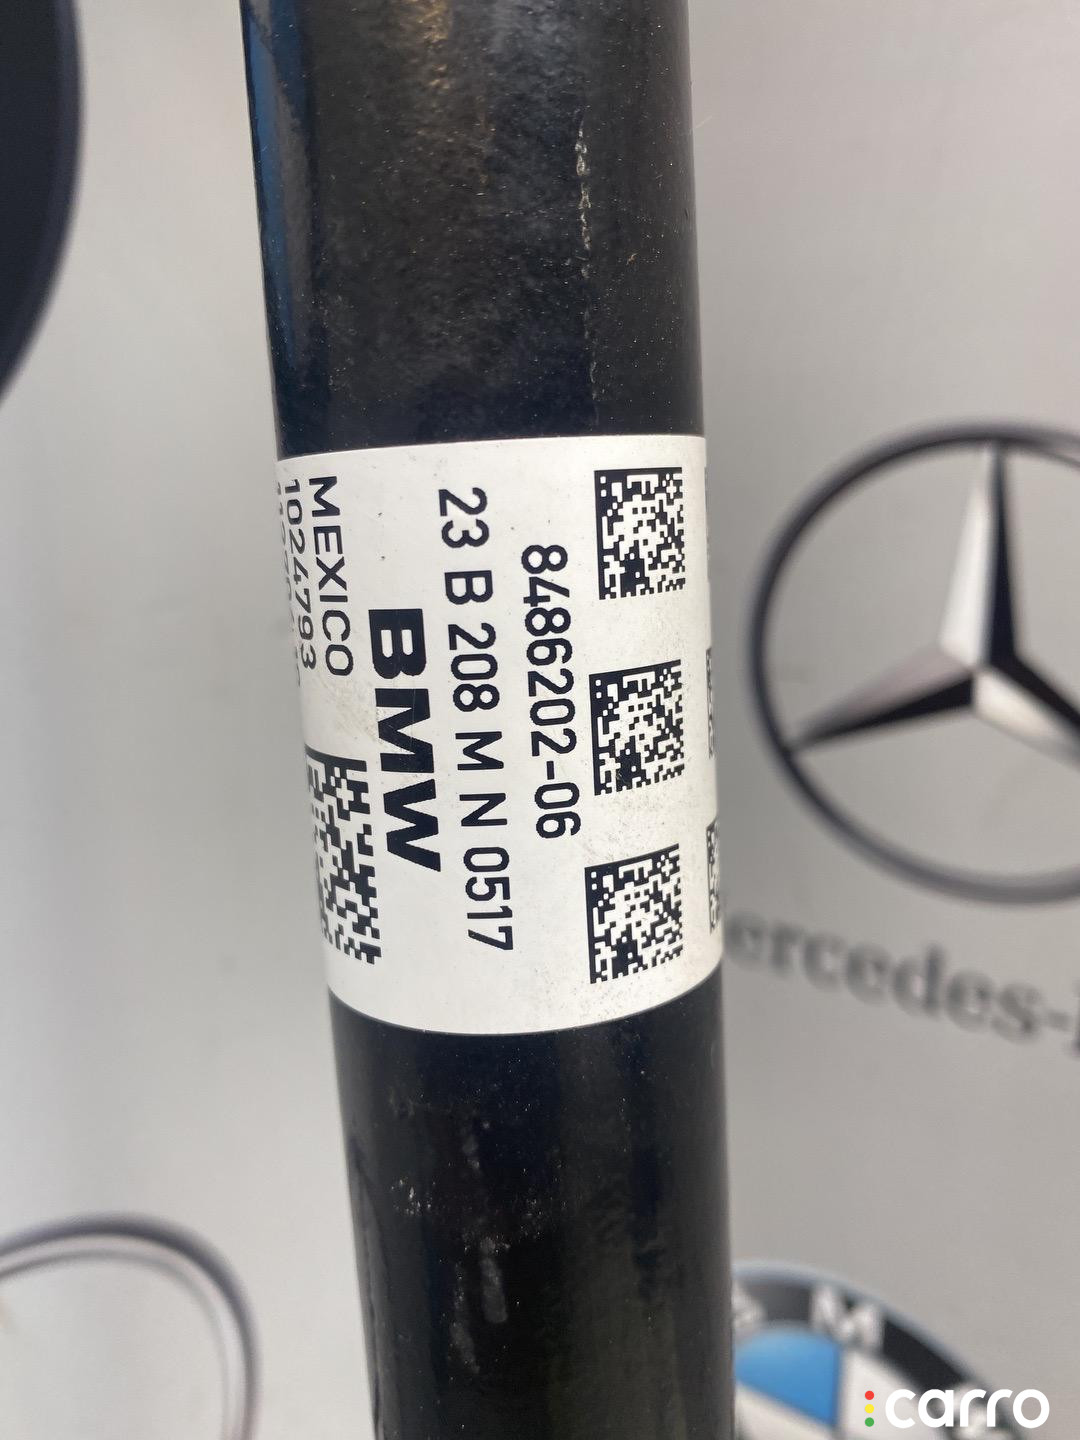 8486202-06
23 B 208 M N 0517
BMW
MEXICO
1024793
ercedes-
M
carro